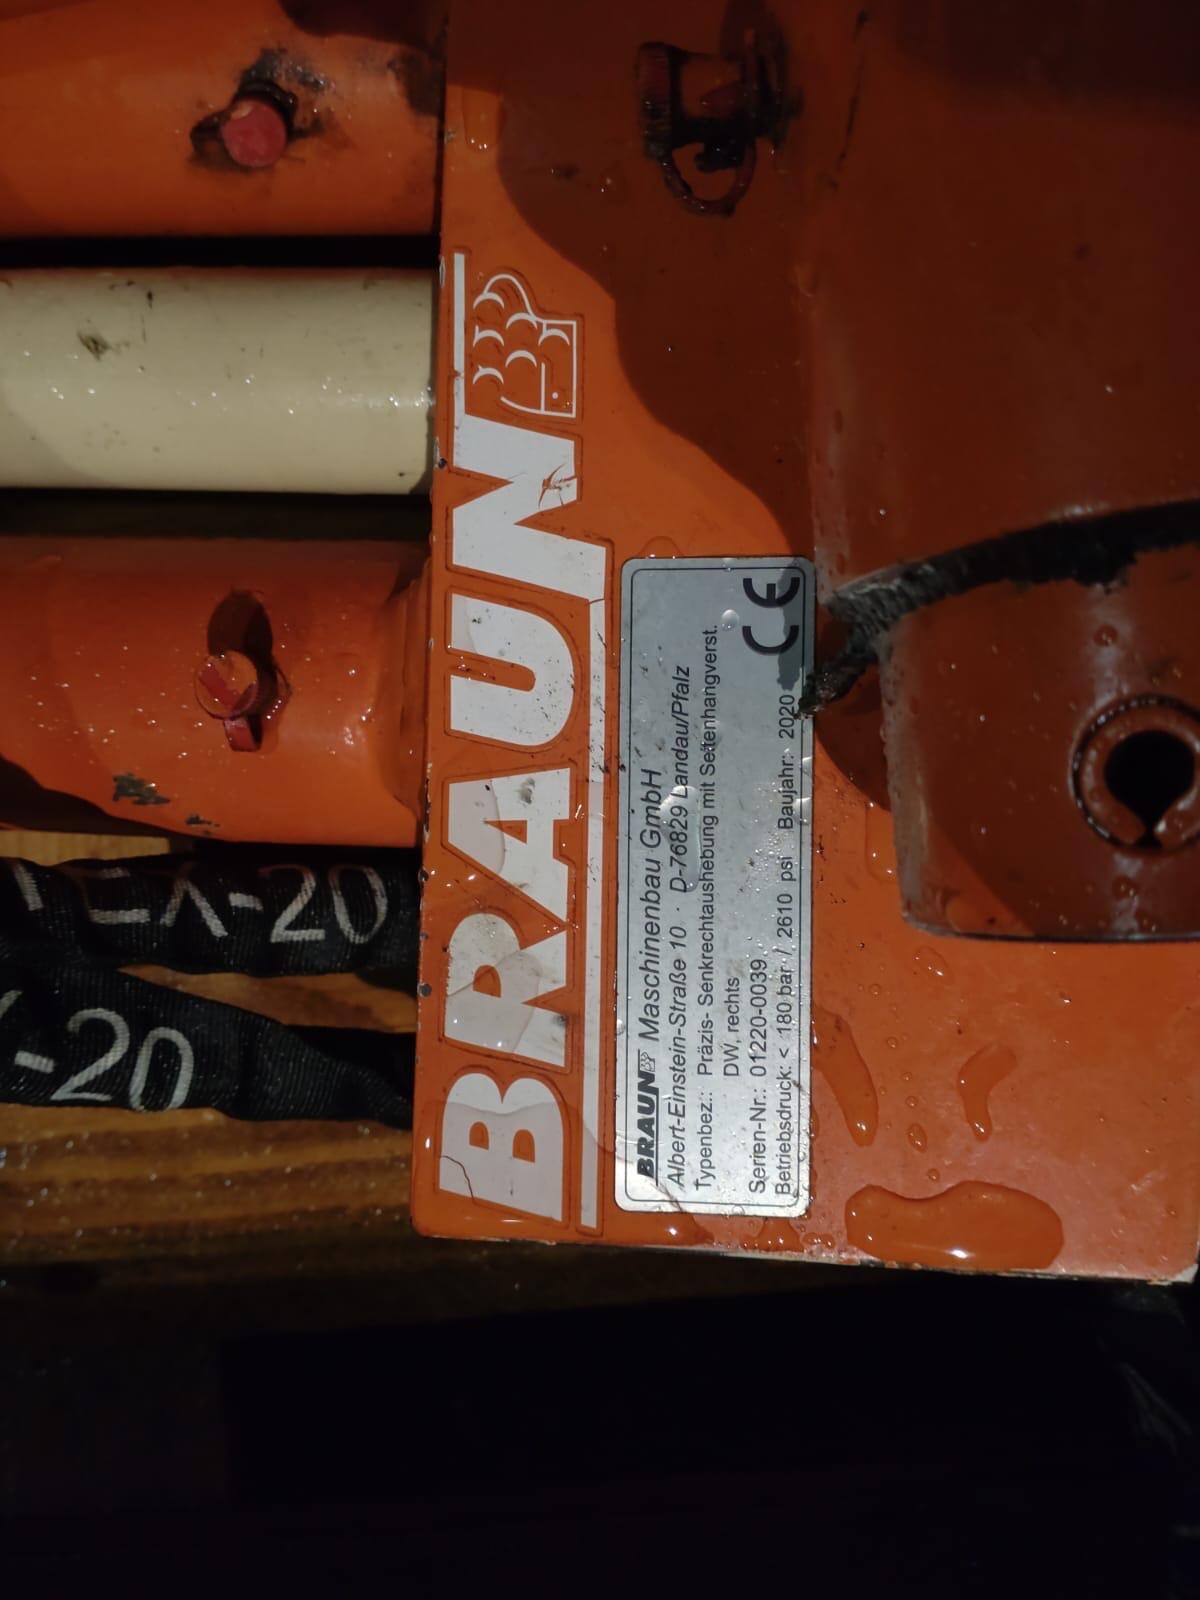 BRAUN
BRAUN Maschinenbau GmbH
Albert-Einstein-Straße 10 · D-76829 Landau/Pfalz
Typenbez.: Präzis- Senkrechtaushebung mit Seitenhangverst.
DW, rechts
Serien-Nr.: 01220-0039
Betriebsdruck: < 180 bar / 2610 psi Baujahr: 2020 CE
EX-20
-20